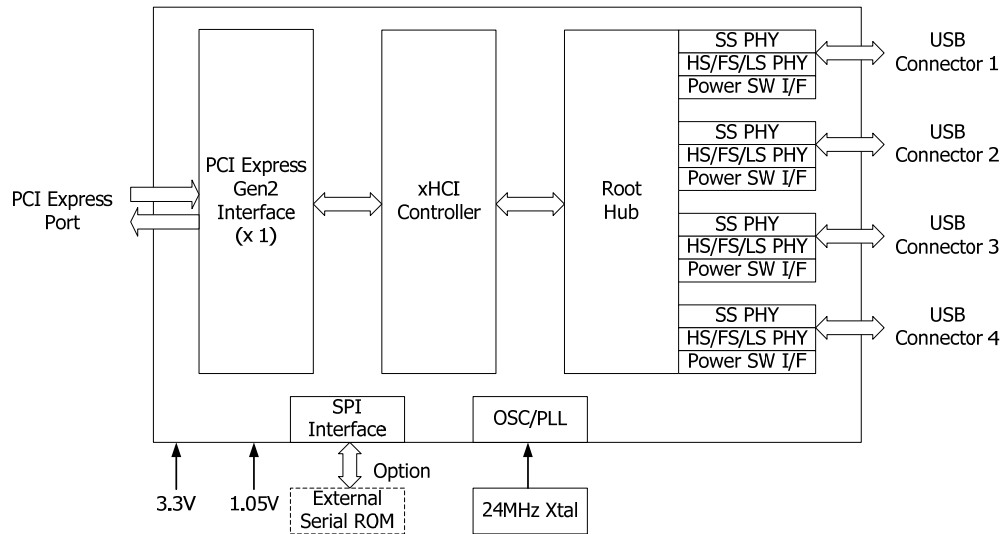 PCI Express
Port
PCI Express
Gen2
Interface
(x 1)
xHCI
Controller
Root
Hub
SS PHY
HS/FS/LS PHY
Power SW I/F
USB
Connector 1
SS PHY
HS/FS/LS PHY
Power SW I/F
USB
Connector 2
SS PHY
HS/FS/LS PHY
Power SW I/F
USB
Connector 3
SS PHY
HS/FS/LS PHY
Power SW I/F
USB
Connector 4
SPI
Interface
OSC/PLL
Option
3.3V
1.05V
External
Serial ROM
24MHz Xtal